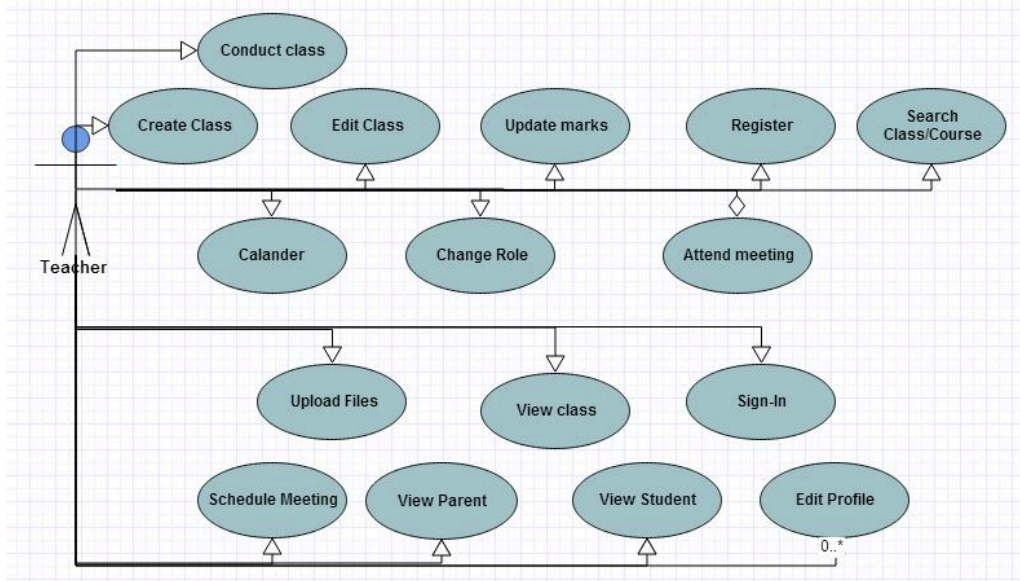 Conduct class
Create Class
Edit Class
Update marks
Register
Search
Class/Course
Calander
Change Role
Attend meeting
Teacher
Upload Files
View class
Sign-In
Schedule Meeting
View Parent
View Student
Edit Profile
0..*